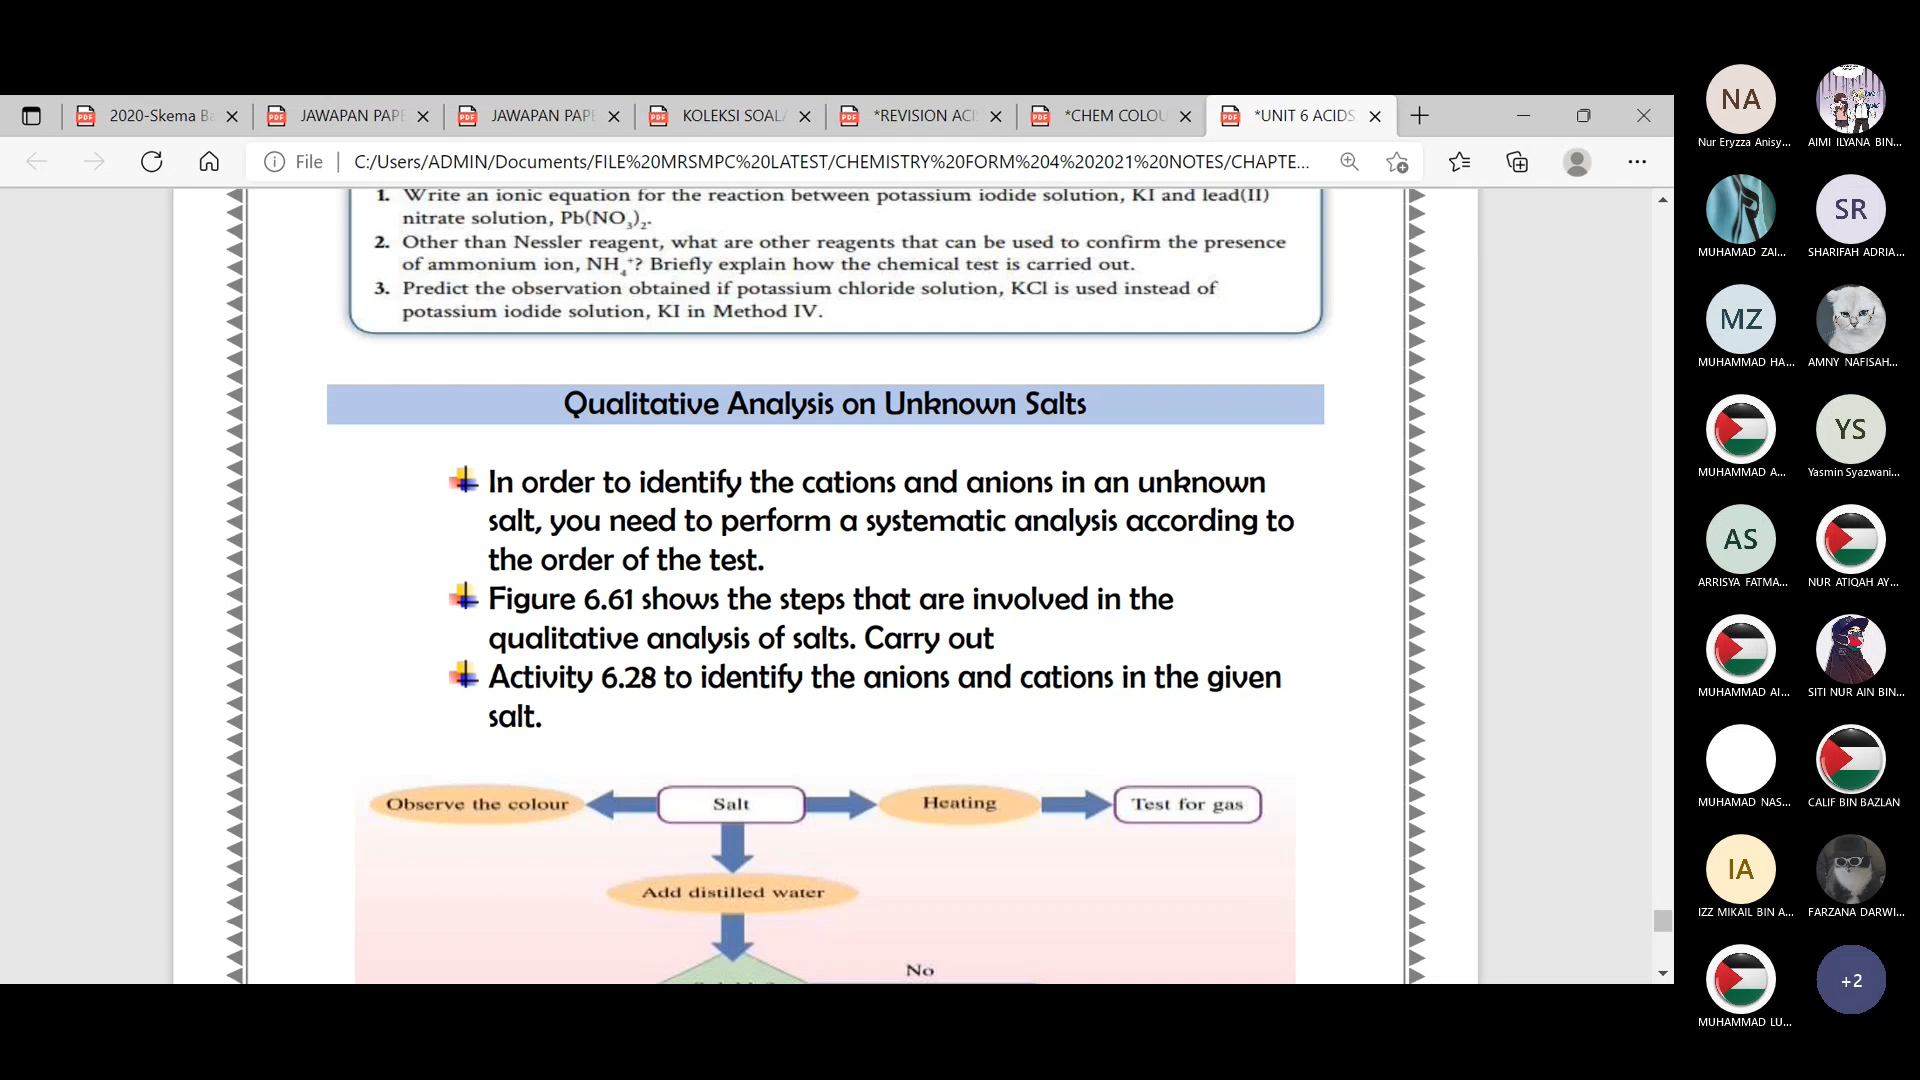 2020-Skema Ba
JAWAPAN PAPE
JAWAPAN PAPE
KOLEKSI SOALA
*REVISION ACI
*CHEM COLOU
*UNIT 6 ACIDS
File
C:/Users/ADMIN/Documents/FILE%20MRSMPC%20LATEST/CHEMISTRY%20FORM%204%202021%20NOTES/CHAPTE...
1. Write an ionic equation for the reaction between potassium iodide solution, KI and lead(II)
nitrate solution, Pb(NO₃)₂.
2. Other than Nessler reagent, what are other reagents that can be used to confirm the presence
of ammonium ion, NH₄⁺? Briefly explain how the chemical test is carried out.
3. Predict the observation obtained if potassium chloride solution, KCl is used instead of
potassium iodide solution, KI in Method IV.
Qualitative Analysis on Unknown Salts
In order to identify the cations and anions in an unknown
salt, you need to perform a systematic analysis according to
the order of the test.
Figure 6.61 shows the steps that are involved in the
qualitative analysis of salts. Carry out
Activity 6.28 to identify the anions and cations in the given
salt.
Observe the colour
Salt
Heating
Test for gas
Add distilled water
No
NA
Nur Eryzza Anisy...
AIMI ILYANA BIN...
MUHAMAD ZAI...
SR
SHARIFAH ADRIA...
MZ
MUHAMMAD HA...
AMNY NAFISAH...
MUHAMMAD A...
YS
Yasmin Syazwani...
AS
ARRISYA FATMA...
NUR ATIQAH AY...
MUHAMMAD AI...
SITI NUR AIN BIN...
MUHAMAD NAS...
CALIF BIN BAZLAN
IA
IZZ MIKAIL BIN A...
FARZANA DARWI...
MUHAMMAD LU...
+2